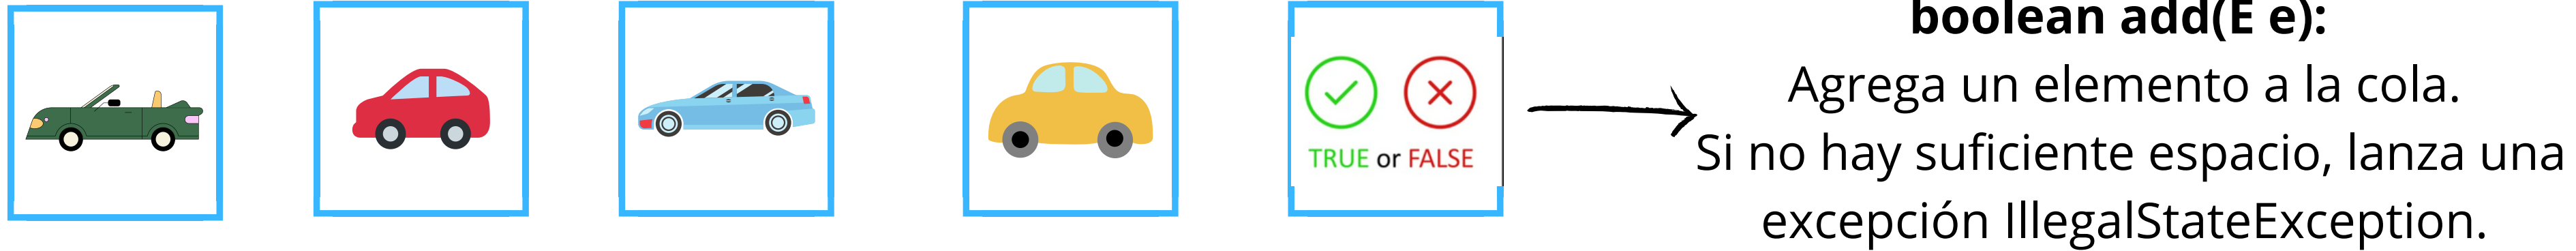 TRUE or FALSE
boolean add(E e):
Agrega un elemento a la cola.
Si no hay suficiente espacio, lanza una
excepción IllegalStateException.